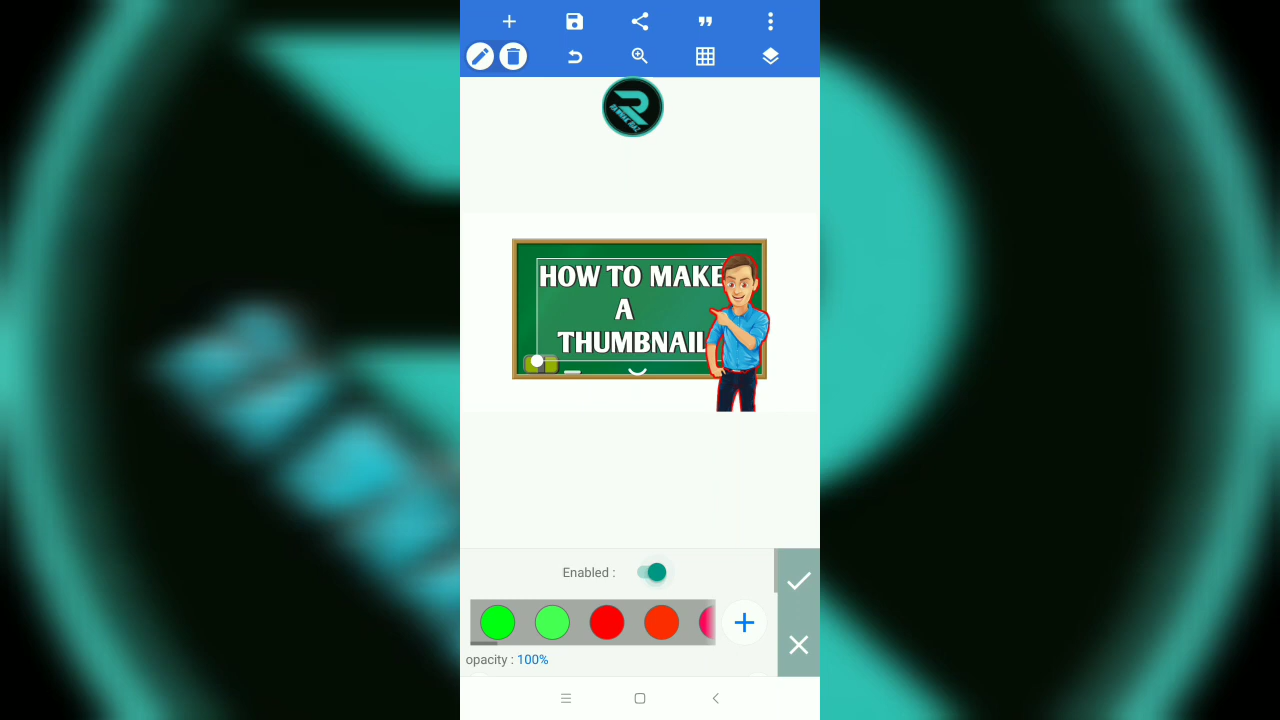 HOW TO MAKE
A
THUMBNAIL
Enabled :
opacity : 100%